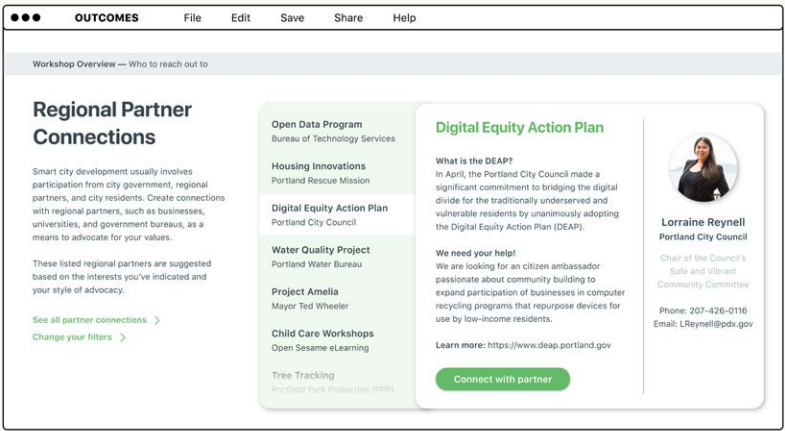 OUTCOMES File Edit Save Share Help
Workshop Overview — Who to reach out to
Regional Partner
Connections
Smart city development usually involves
participation from city government, regional
partners, and city residents. Create connections
with regional partners, such as businesses,
universities, and government bureaus, as a
means to advocate for your values.
These listed regional partners are suggested
based on the interests you've indicated and
your style of advocacy.
See all partner connections >
Change your filters >
Open Data Program
Bureau of Technology Services
Housing Innovations
Portland Rescue Mission
Digital Equity Action Plan
Portland City Council
Water Quality Project
Portland Water Bureau
Project Amelia
Mayor Ted Wheeler
Child Care Workshops
Open Sesame eLearning
Tree Tracking
Portland Park Protection (PPP)
Digital Equity Action Plan
What is the DEAP?
In April, the Portland City Council made a
significant commitment to bridging the digital
divide for the traditionally underserved and
vulnerable residents by unanimously adopting
the Digital Equity Action Plan (DEAP).
We need your help!
We are looking for an citizen ambassador
passionate about community building to
expand participation of businesses in computer
recycling programs that repurpose devices for
use by low-income residents.
Learn more: https://www.deap.portland.gov
Connect with partner
Lorraine Reynell
Portland City Council
Chair of the Council's
Safe and Vibrant
Community Committee
Phone: 207-426-0116
Email: LReynell@pdx.gov